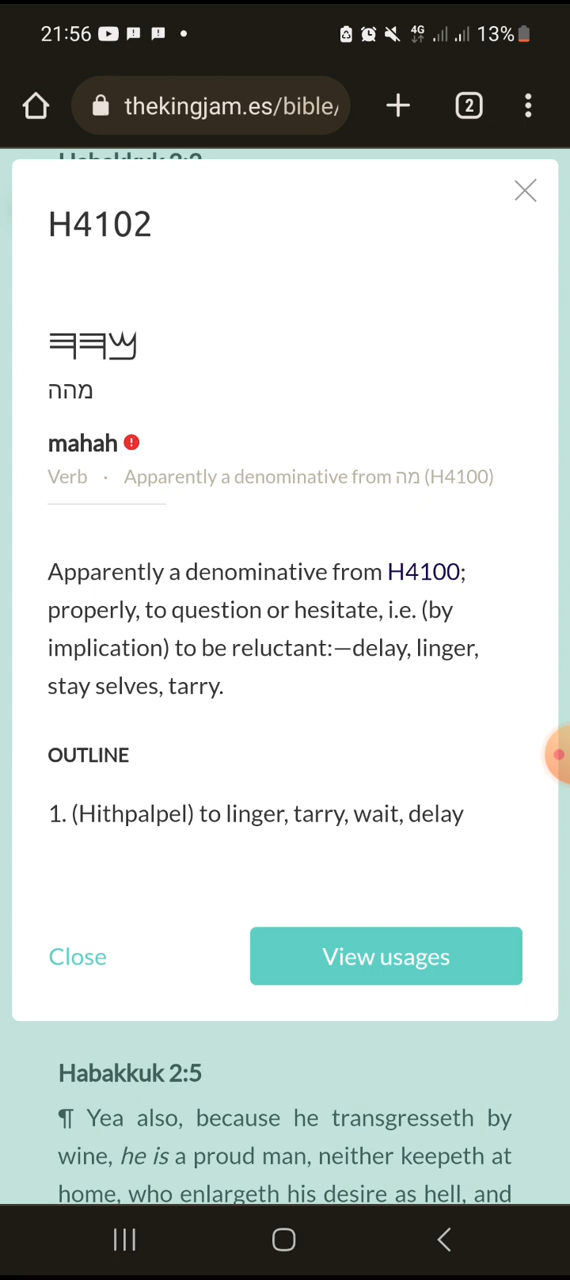 21:56 4G 13%
thekingjam.es/bible/ 2
H4102
𐤌𐤄𐤄
מהה
mahah
Verb · Apparently a denominative from מה (H4100)
Apparently a denominative from H4100;
properly, to question or hesitate, i.e. (by
implication) to be reluctant:—delay, linger,
stay selves, tarry.
OUTLINE
1. (Hithpalpel) to linger, tarry, wait, delay
Close View usages
Habakkuk 2:5
¶ Yea also, because he transgresseth by
wine, he is a proud man, neither keepeth at
home, who enlargeth his desire as hell, and